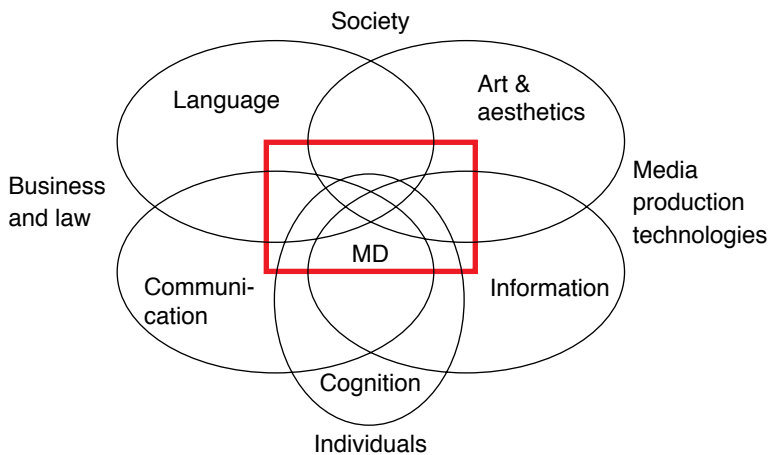 Society
Language
Art &
aesthetics
Business
and law
Media
production
technologies
MD
Communi-
cation
Information
Cognition
Individuals